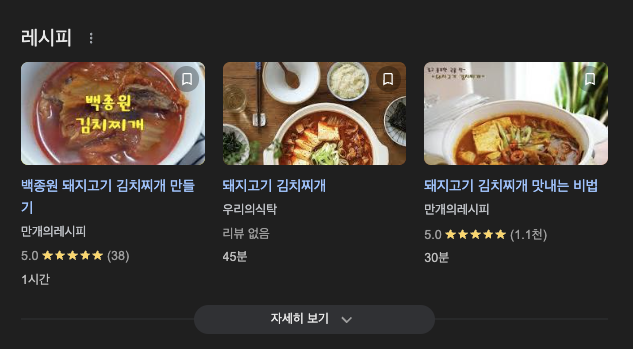 레시피
백종원
김치찌개
백종원 돼지고기 김치찌개 만들
기
만개의레시피
5.0 ★★★★★ (38)
1시간
돼지고기 김치찌개
우리의식탁
리뷰 없음
45분
돼지고기 김치찌개 맛내는 비법
만개의레시피
5.0 ★★★★★ (1.1천)
30분
자세히 보기